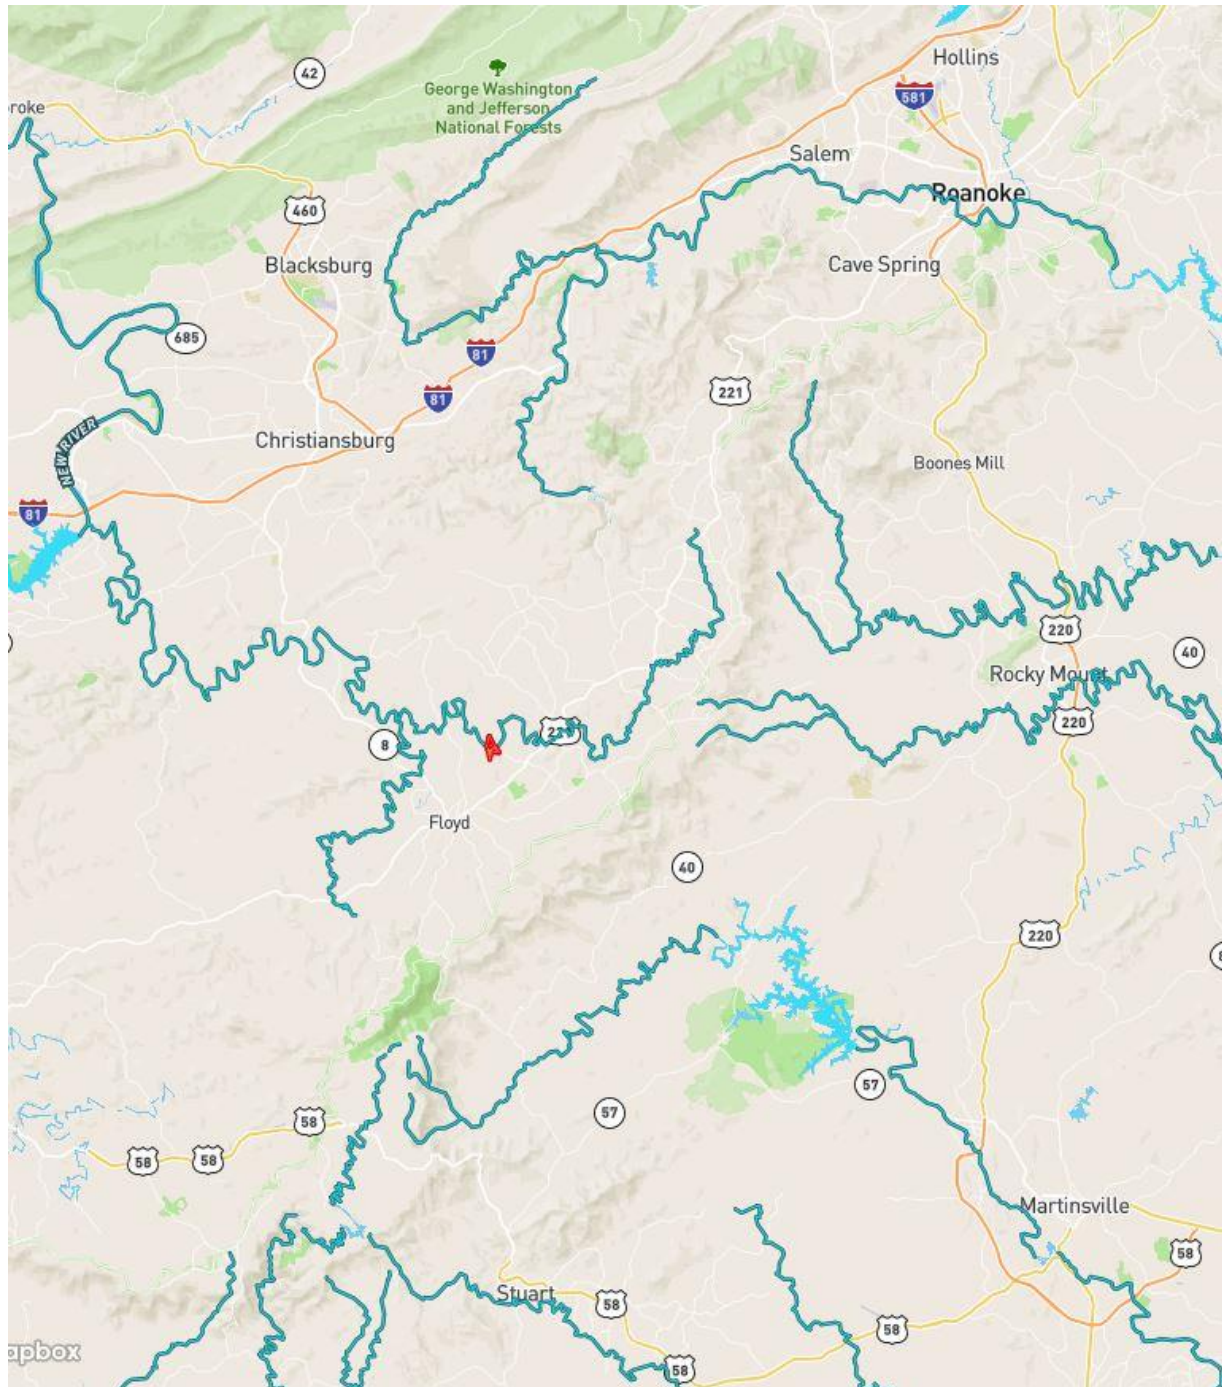 Hollins
42
George Washington
and Jefferson
National Forests
581
roke
Salem
Roanoke
460
Blacksburg
Cave Spring
685
81
81
221
NEW RIVER
Christiansburg
Boones Mill
81
220
40
Rocky Mount
220
8
Floyd
40
220
57
57
58
58
58
Martinsville
58
Stuart
58
58
58
apbox